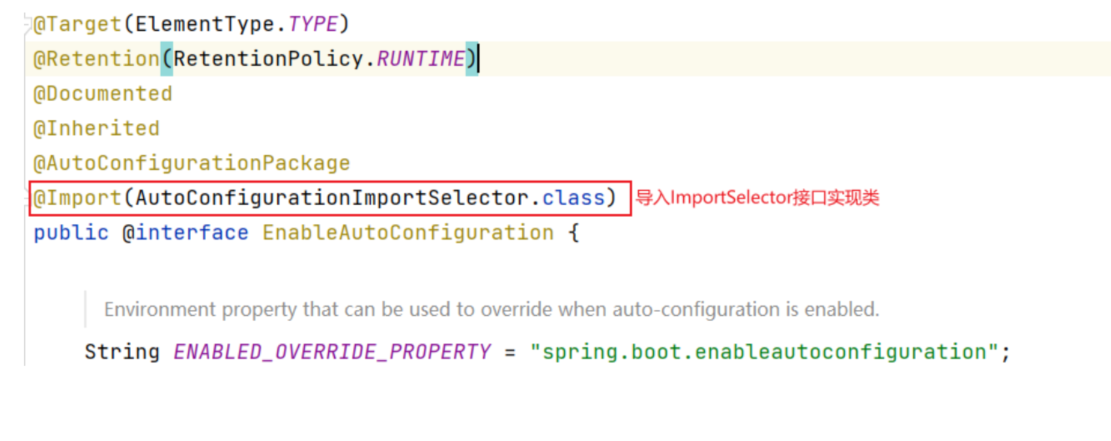 @Target(ElementType.TYPE)
@Retention(RetentionPolicy.RUNTIME)
@Documented
@Inherited
@AutoConfigurationPackage
@Import(AutoConfigurationImportSelector.class) 导入ImportSelector接口实现类
public @interface EnableAutoConfiguration {
Environment property that can be used to override when auto-configuration is enabled.
String ENABLED_OVERRIDE_PROPERTY = "spring.boot.enableautoconfiguration";